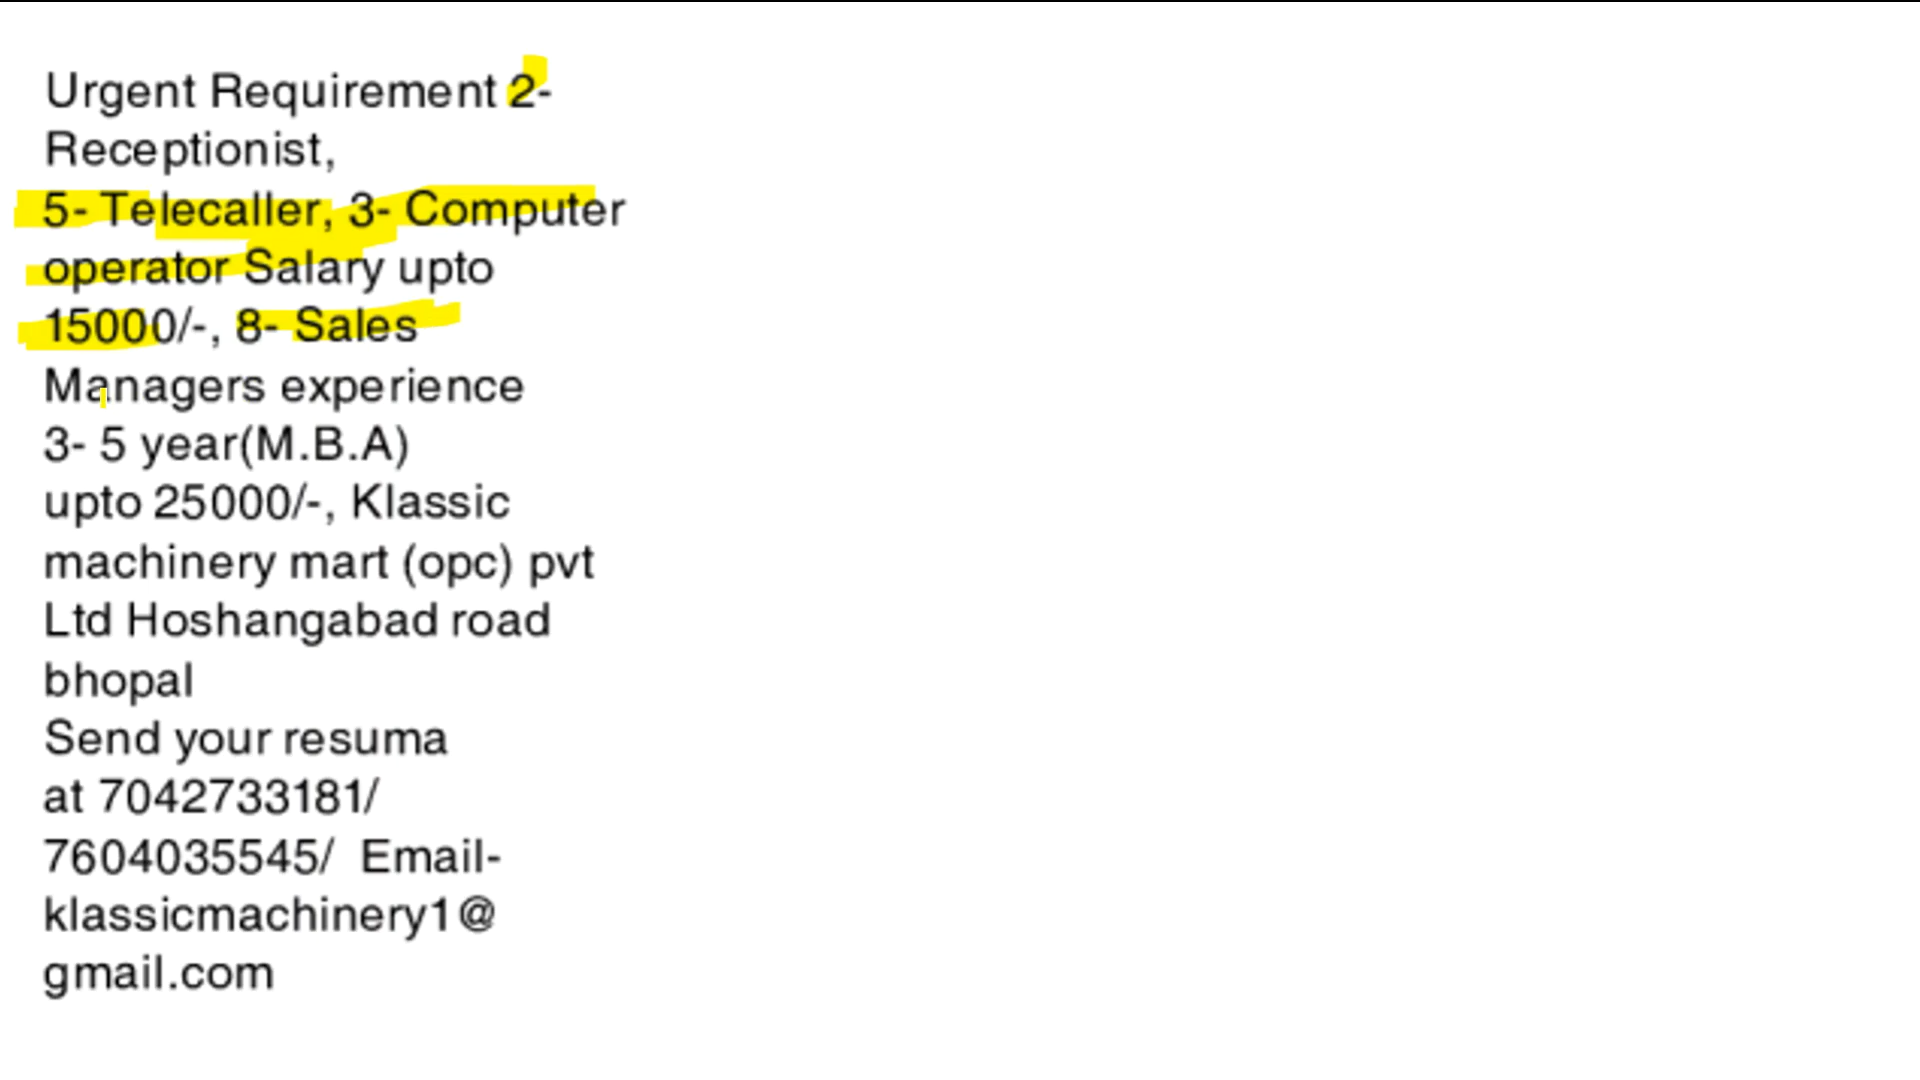 Urgent Requirement 2-
Receptionist,
5- Telecaller, 3- Computer
operator Salary upto
15000/-, 8- Sales
Managers experience
3- 5 year(M.B.A)
upto 25000/-, Klassic
machinery mart (opc) pvt
Ltd Hoshangabad road
bhopal
Send your resuma
at 7042733181/
7604035545/  Email-
klassicmachinery1@
gmail.com